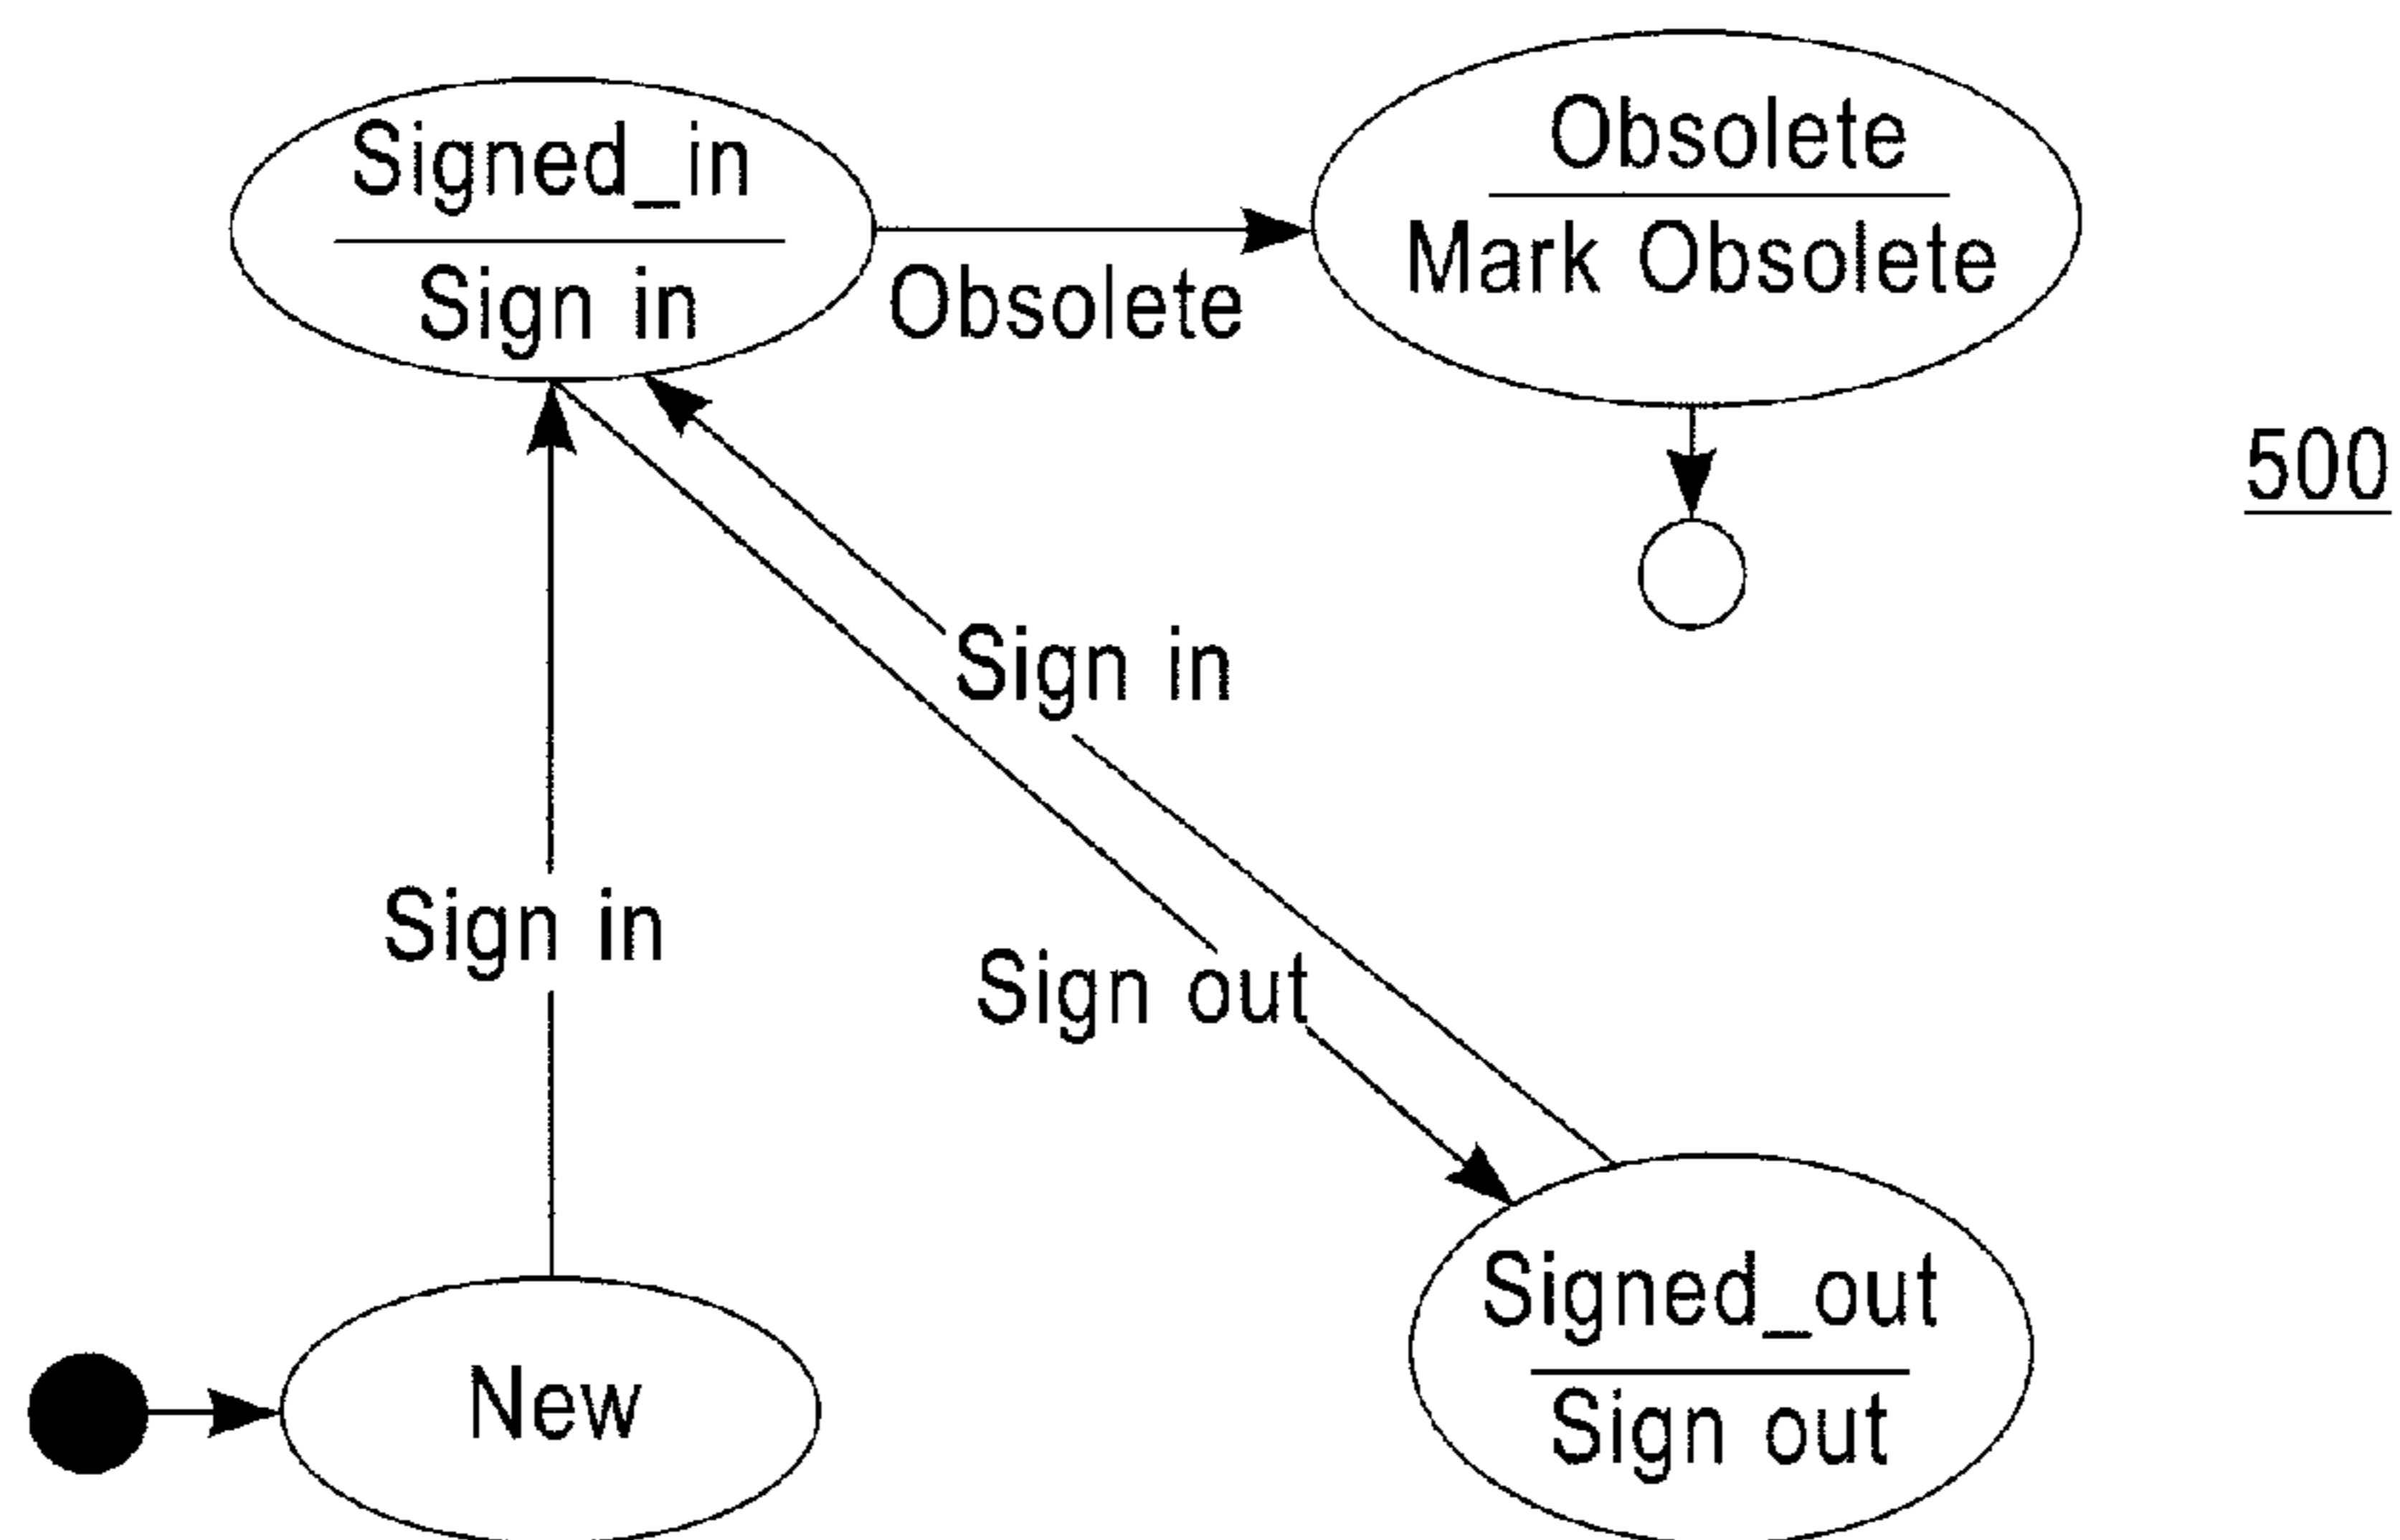 Signed_in
Sign in
Obsolete
Obsolete
Mark Obsolete
500
Sign in
Sign in
Sign out
New
Signed_out
Sign out